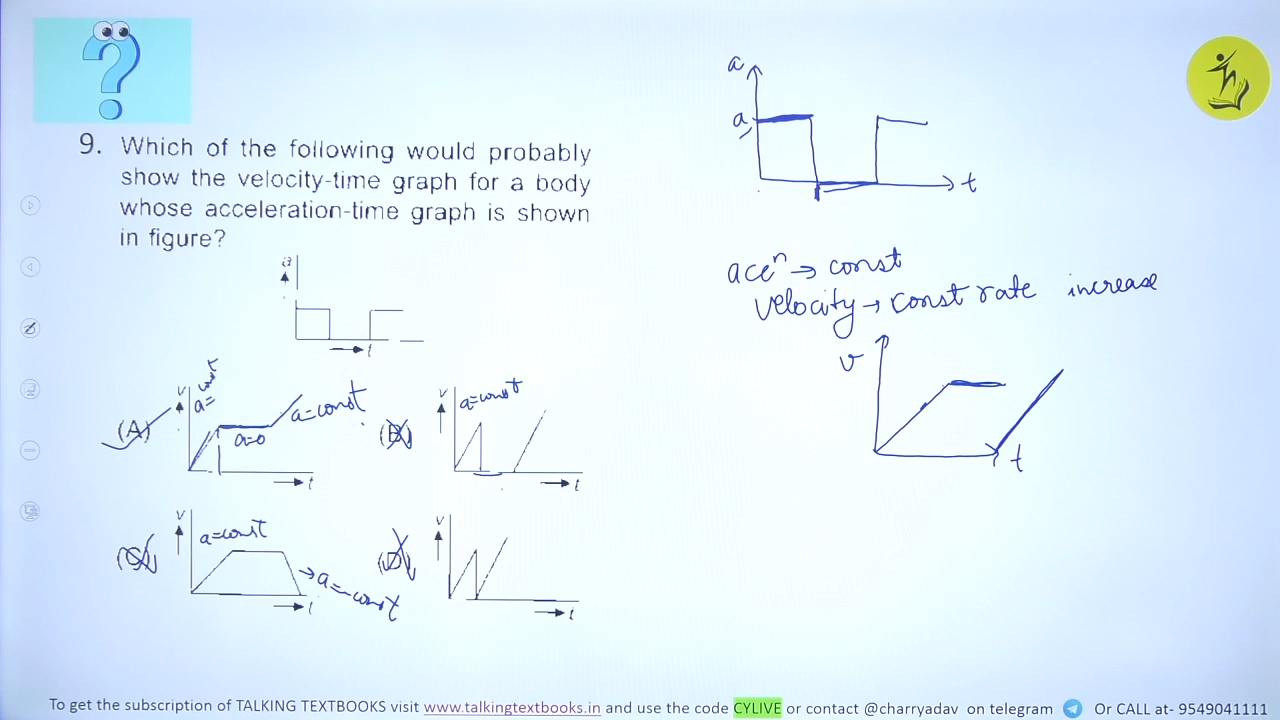 9. Which of the following would probably
show the velocity-time graph for a body
whose acceleration-time graph is shown
in figure?
a
t
(A)
v
a=const
a=0
a=const
t
(B)
v
a=const
t
(C)
v
a=const
→a=-const
t
(D)
v
t
a
a
t
acen → const
velocity → const rate increase
v
t
To get the subscription of TALKING TEXTBOOKS visit www.talkingtextbooks.in and use the code CYLIVE or contact @charryadav on telegram Or CALL at- 9549041111